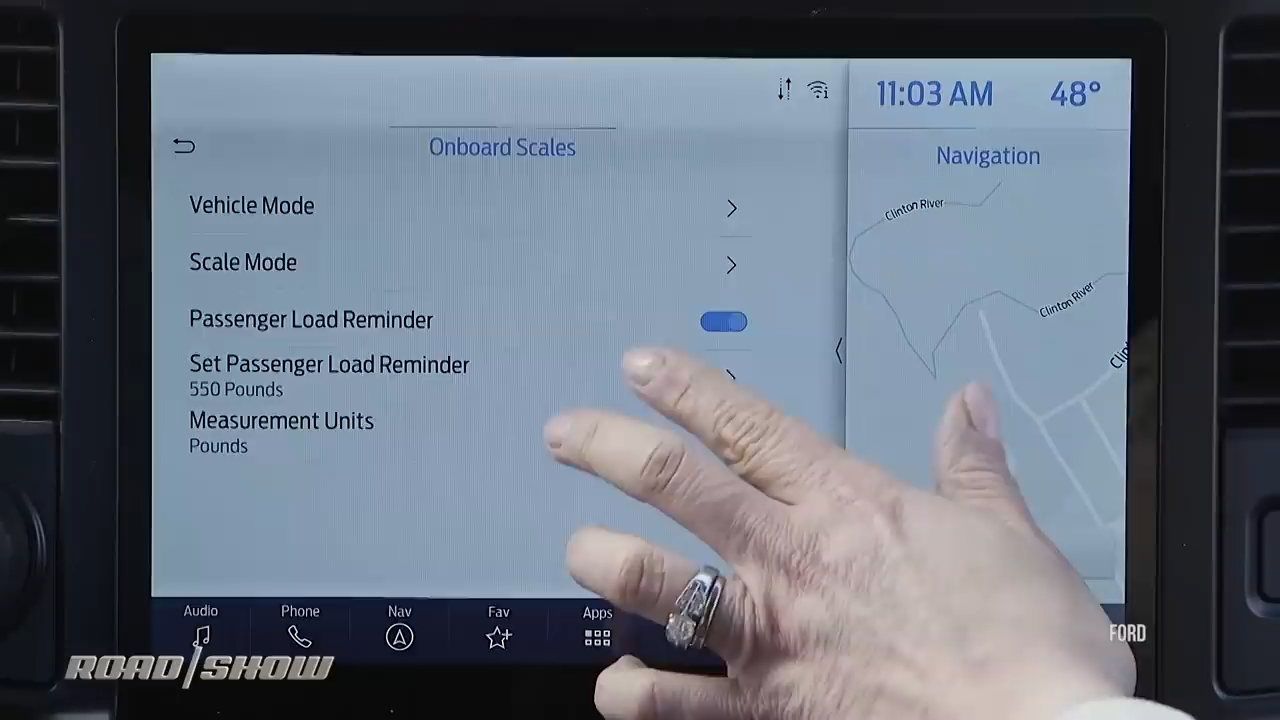 11:03 AM 48°
Onboard Scales
Navigation
Vehicle Mode
Clinton River
Scale Mode
Clinton River
Passenger Load Reminder
Set Passenger Load Reminder
550 Pounds
Measurement Units
Pounds
Audio Phone Nav Fav Apps
FORD
ROAD/SHOW